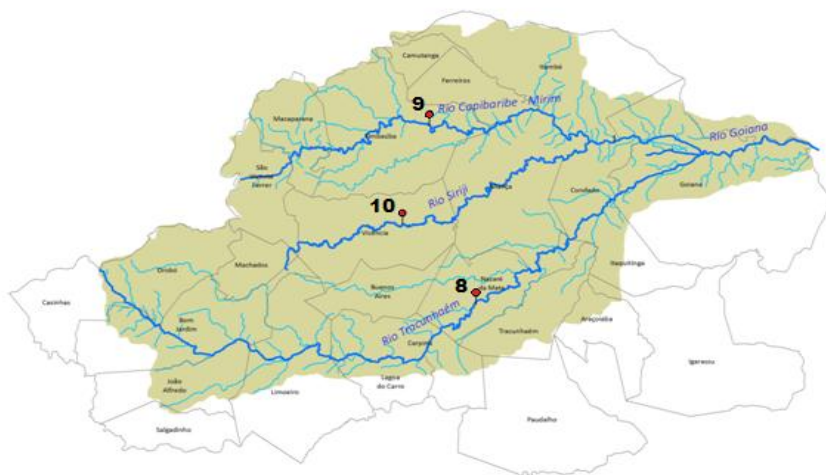 Camutanga
Ferreiros
Itambé
9
Rio Capibaribe - Mirim
Macaparana
Timbaúba
Rio Goiana
São
Vicente
Ferrer
Rio Siriji
Aliança
Condado
Goiana
10
Vicência
Orobó
Machados
Itaquitinga
Casinhas
Buenos
Aires
8
Nazaré
da Mata
Bom
Jardim
Rio Tracunhaém
Araçoiaba
Carpina
Tracunhaém
Igarassu
João
Alfredo
Limoeiro
Lagoa
do Carro
Salgadinho
Paudalho